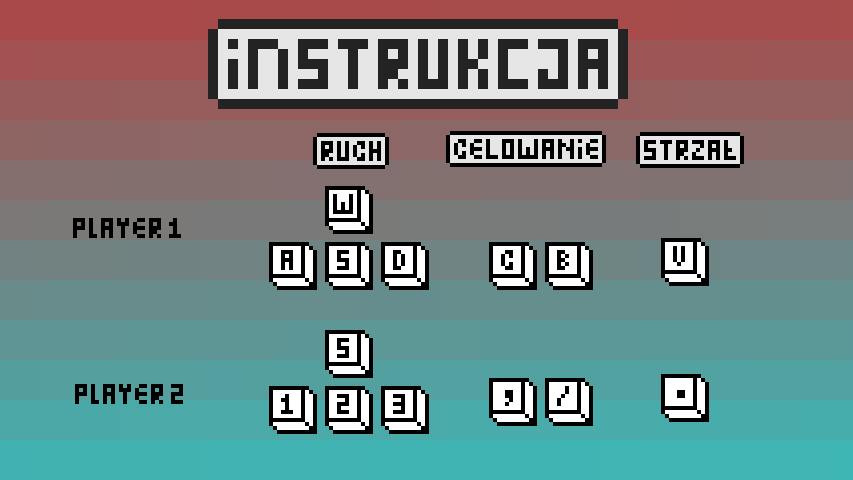 iNSTRUKCJA
RUCH CELOWANiE STRZAŁ
W
PLAYER 1
A S D C B V
5
PLAYER 2
1 2 3 , / .